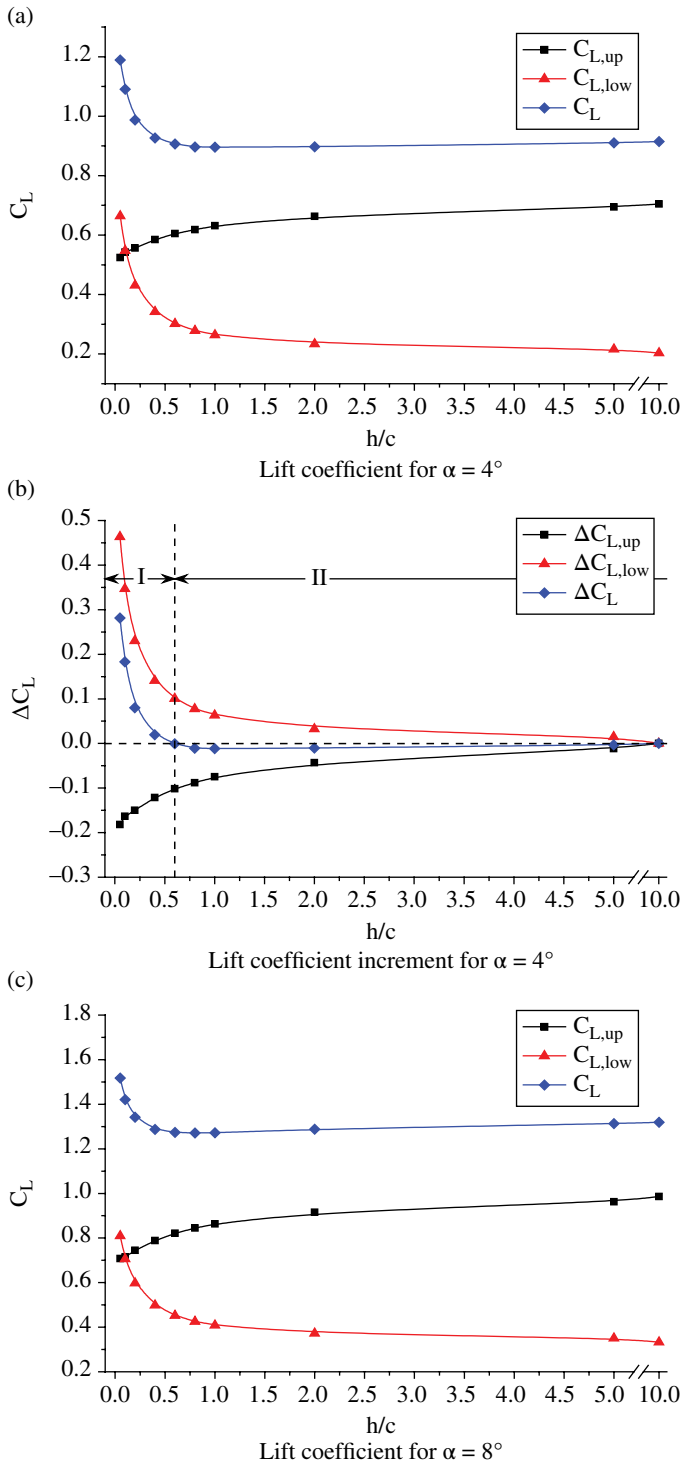 (a)
C_L,up
C_L,low
C_L
1.2
1.0
0.8
0.6
0.4
0.2
C_L
0.0 0.5 1.0 1.5 2.0 2.5 3.0 3.5 4.0 4.5 5.0 10.0
h/c
Lift coefficient for α = 4°
(b)
ΔC_L,up
ΔC_L,low
ΔC_L
I II
0.5
0.4
0.3
0.2
0.1
0.0
−0.1
−0.2
−0.3
ΔC_L
0.0 0.5 1.0 1.5 2.0 2.5 3.0 3.5 4.0 4.5 5.0 10.0
h/c
Lift coefficient increment for α = 4°
(c)
C_L,up
C_L,low
C_L
1.8
1.6
1.4
1.2
1.0
0.8
0.6
0.4
0.2
C_L
0.0 0.5 1.0 1.5 2.0 2.5 3.0 3.5 4.0 4.5 5.0 10.0
h/c
Lift coefficient for α = 8°